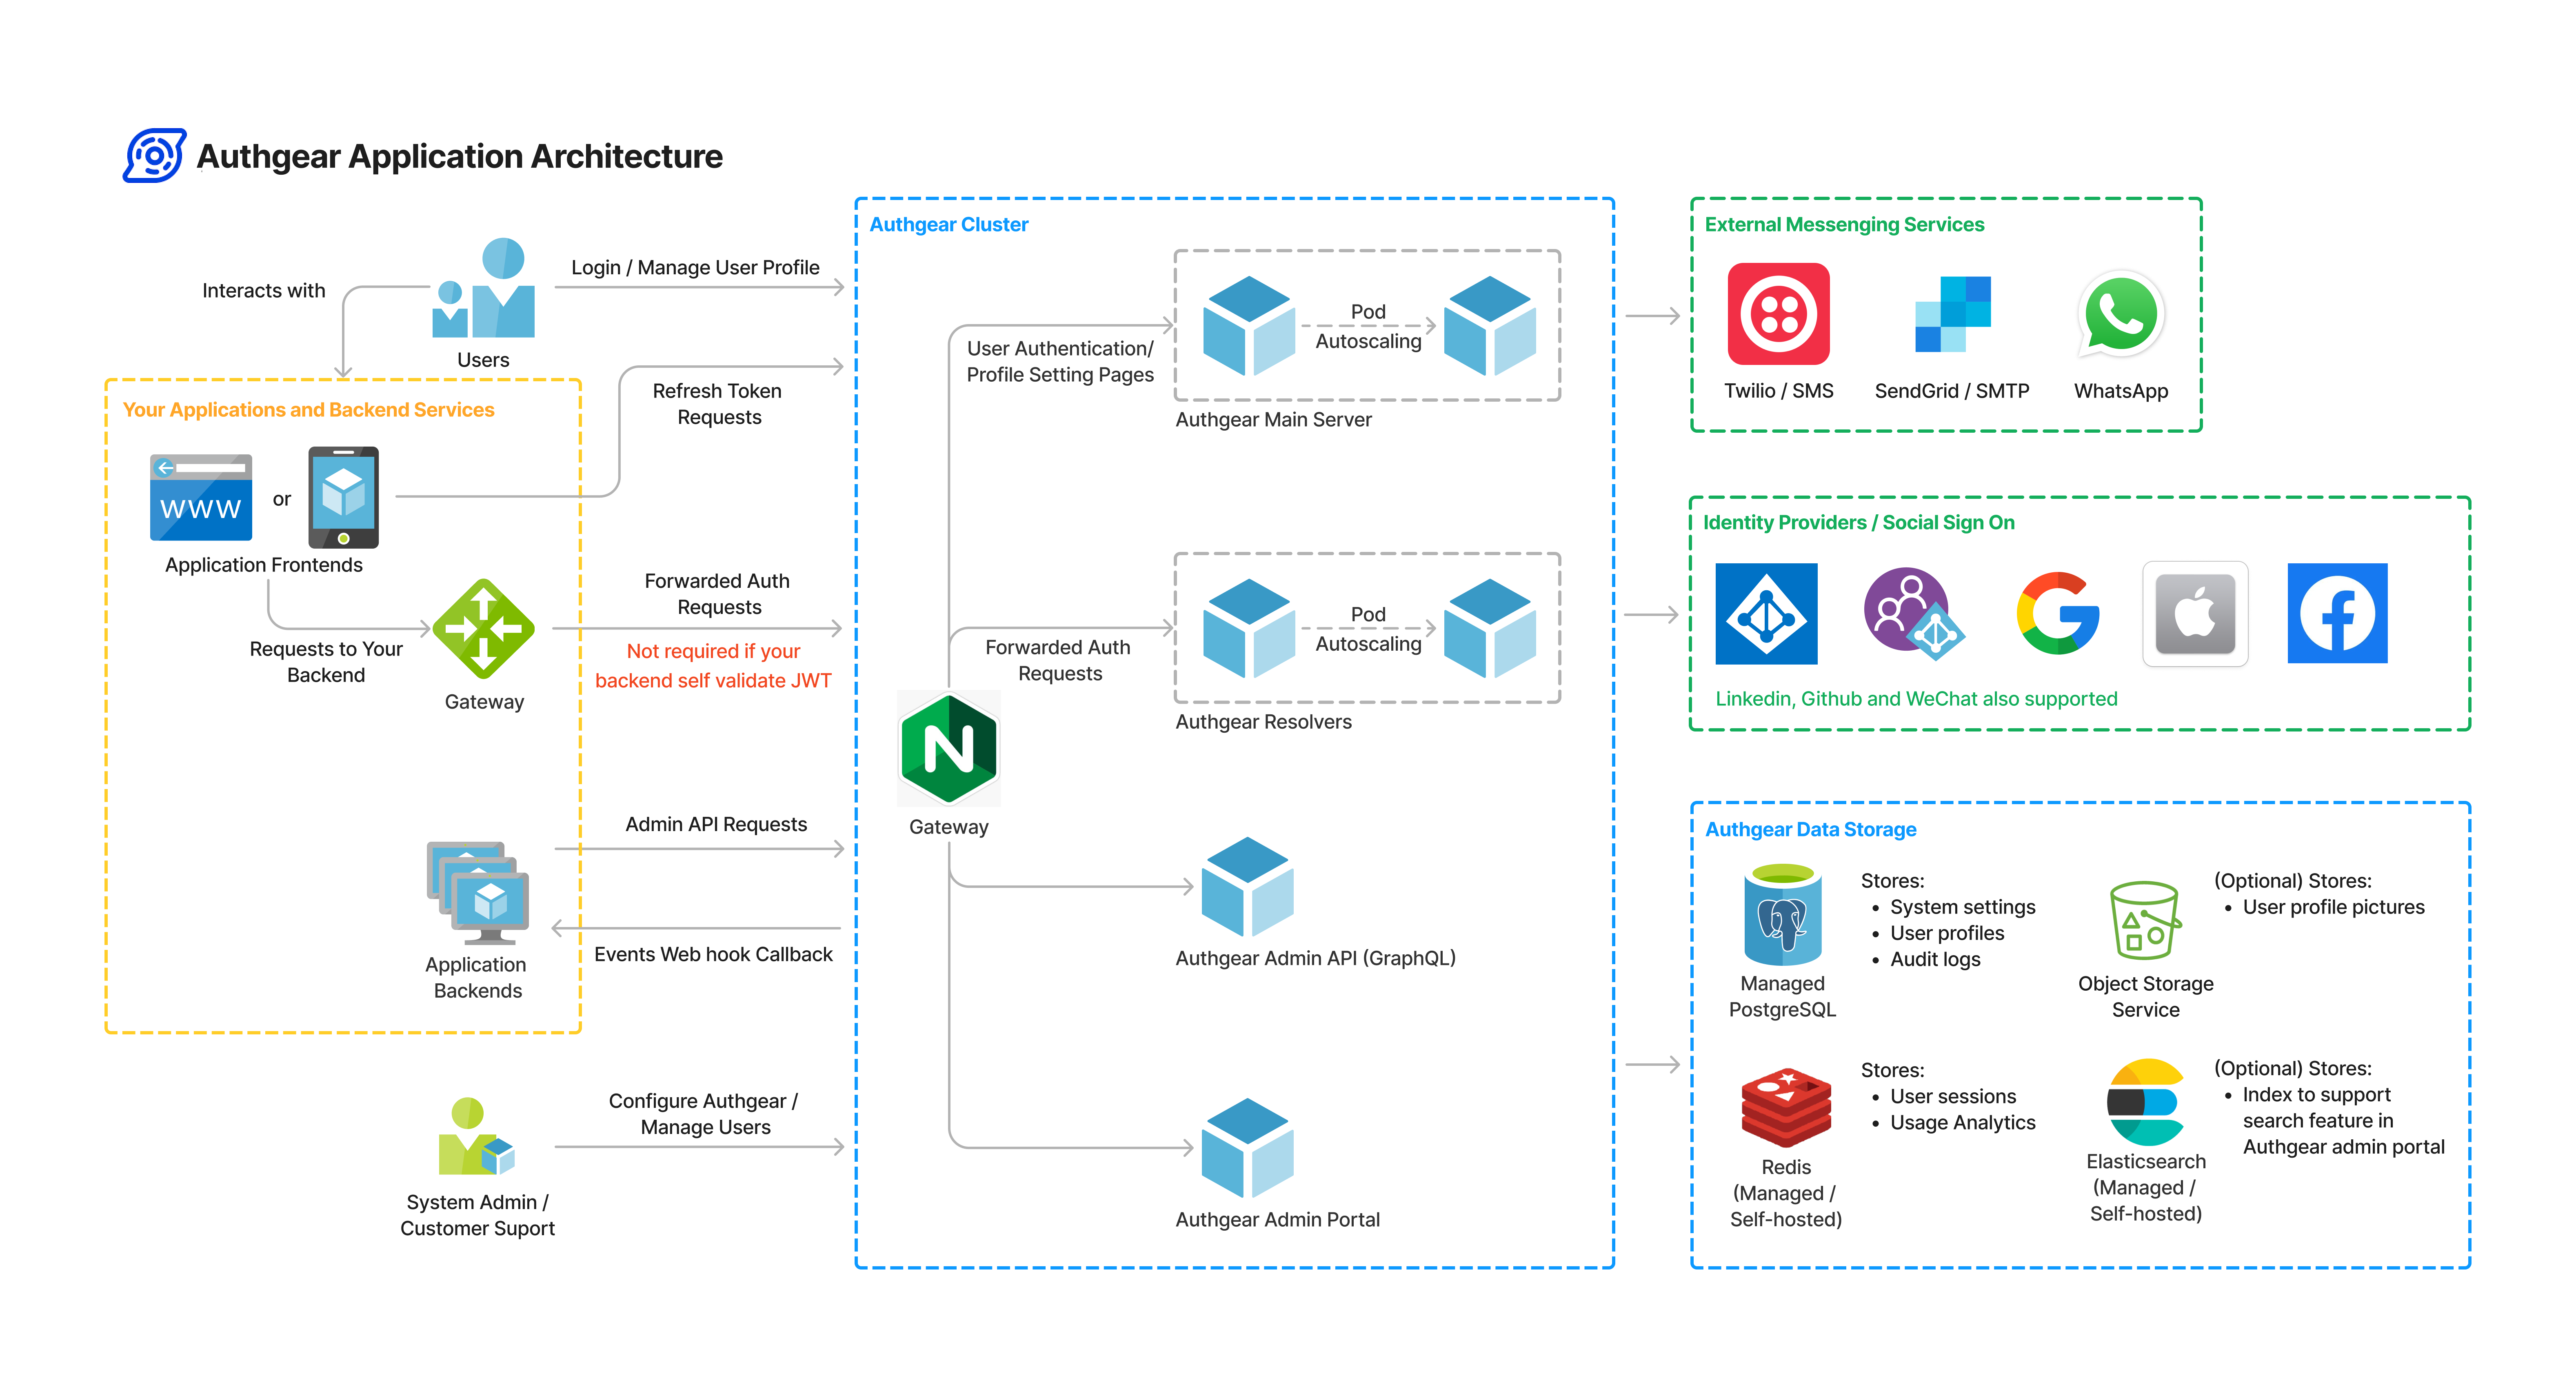 Authgear Application Architecture
Interacts with
Users
Login / Manage User Profile
Refresh Token
Requests
Your Applications and Backend Services
WWW
or
Application Frontends
Requests to Your
Backend
Gateway
Forwarded Auth
Requests
Not required if your
backend self validate JWT
Admin API Requests
Events Web hook Callback
Application
Backends
System Admin /
Customer Suport
Configure Authgear /
Manage Users
Authgear Cluster
User Authentication/
Profile Setting Pages
Pod
Autoscaling
Authgear Main Server
Forwarded Auth
Requests
Pod
Autoscaling
Authgear Resolvers
N
Gateway
Authgear Admin API (GraphQL)
Authgear Admin Portal
External Messenging Services
Twilio / SMS
SendGrid / SMTP
WhatsApp
Identity Providers / Social Sign On
Linkedin, Github and WeChat also supported
Authgear Data Storage
Managed
PostgreSQL
Stores:
• System settings
• User profiles
• Audit logs
Object Storage
Service
(Optional) Stores:
• User profile pictures
Redis
(Managed /
Self-hosted)
Stores:
• User sessions
• Usage Analytics
Elasticsearch
(Managed /
Self-hosted)
(Optional) Stores:
• Index to support
search feature in
Authgear admin portal